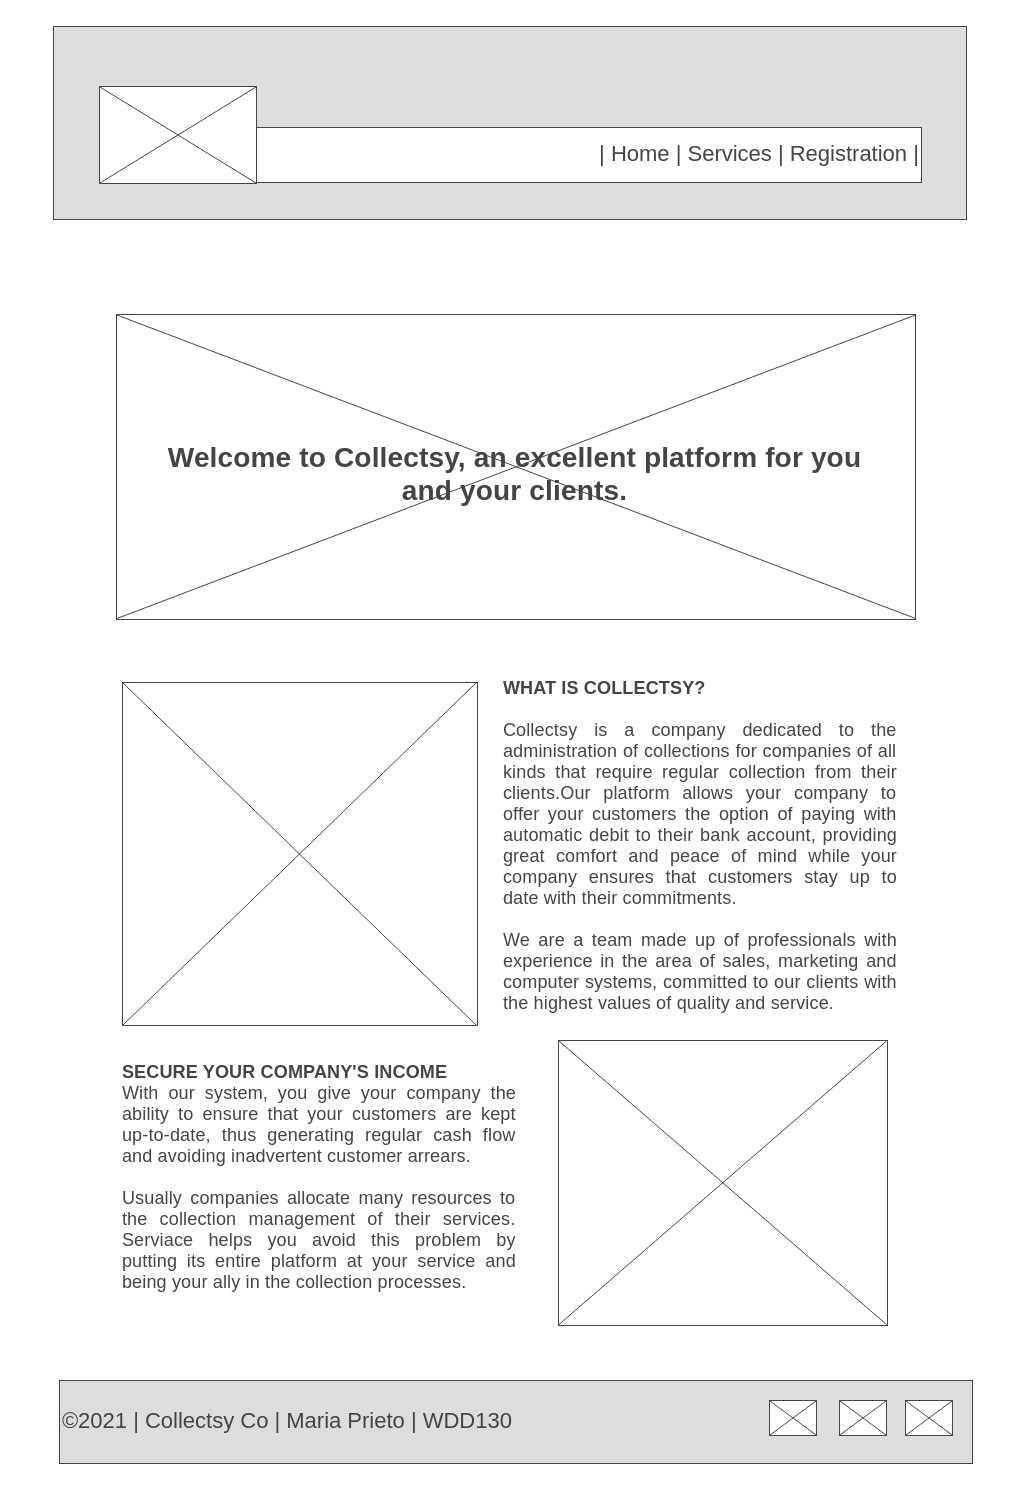 | Home | Services | Registration |
Welcome to Collectsy, an excellent platform for you
and your clients.
WHAT IS COLLECTSY?
Collectsy is a company dedicated to the
administration of collections for companies of all
kinds that require regular collection from their
clients.Our platform allows your company to
offer your customers the option of paying with
automatic debit to their bank account, providing
great comfort and peace of mind while your
company ensures that customers stay up to
date with their commitments.
We are a team made up of professionals with
experience in the area of sales, marketing and
computer systems, committed to our clients with
the highest values of quality and service.
SECURE YOUR COMPANY'S INCOME
With our system, you give your company the
ability to ensure that your customers are kept
up-to-date, thus generating regular cash flow
and avoiding inadvertent customer arrears.
Usually companies allocate many resources to
the collection management of their services.
Serviace helps you avoid this problem by
putting its entire platform at your service and
being your ally in the collection processes.
©2021 | Collectsy Co | Maria Prieto | WDD130